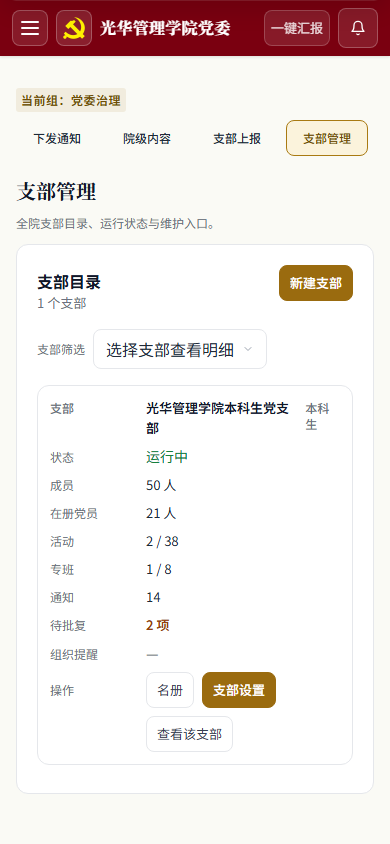 光华管理学院党委
一键汇报
当前组：党委治理
下发通知 院级内容 支部上报 支部管理
支部管理
全院支部目录、运行状态与维护入口。
支部目录
新建支部
1 个支部
支部筛选 选择支部查看明细
支部 光华管理学院本科生党支 本科
部 生
状态 运行中
成员 50 人
在册党员 21 人
活动 2 / 38
专班 1 / 8
通知 14
待批复 2 项
组织提醒 —
操作 名册 支部设置
查看该支部